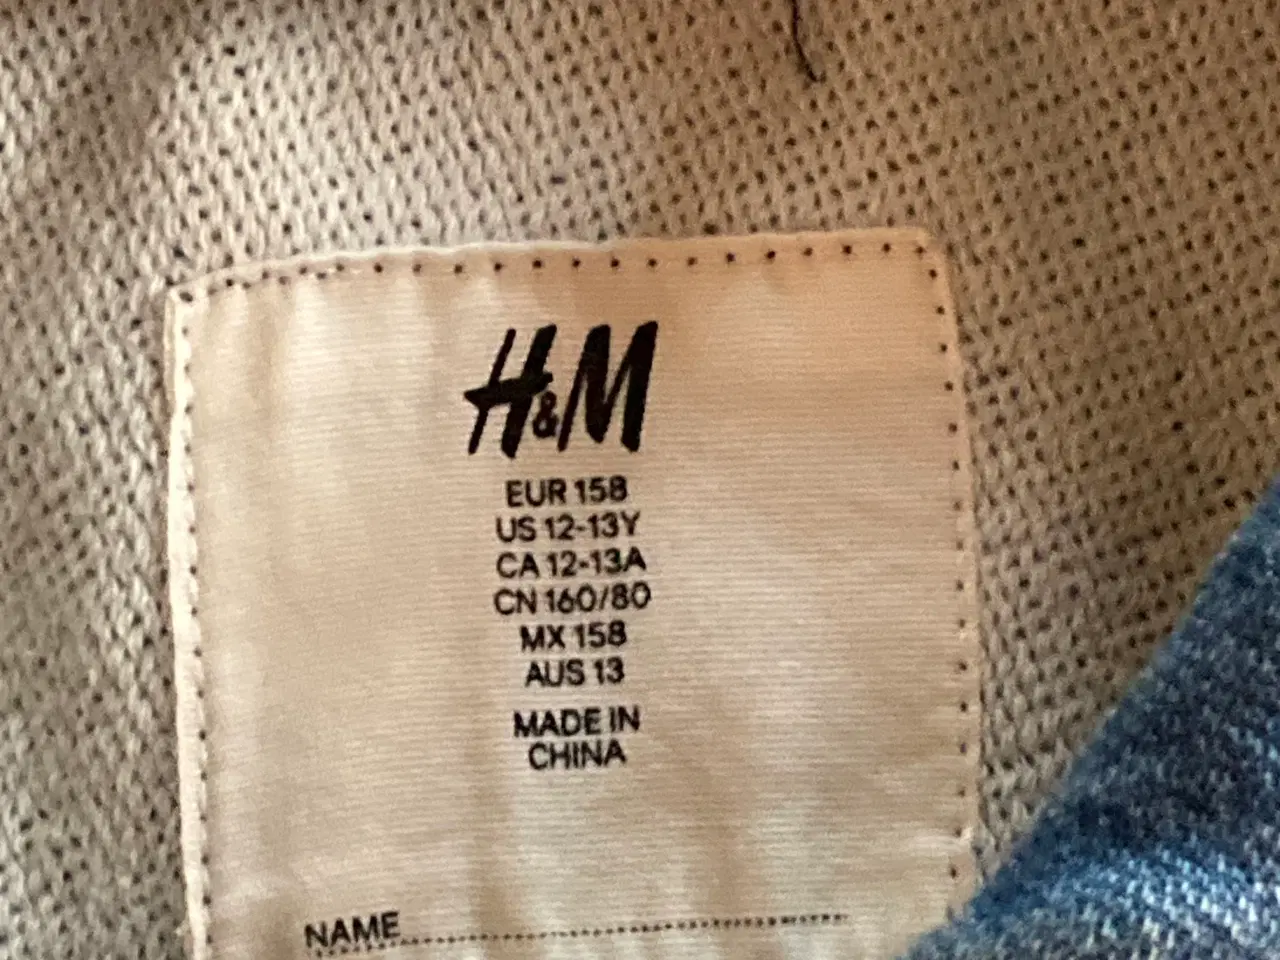 H&M
EUR 158
US 12-13Y
CA 12-13A
CN 160/80
MX 158
AUS 13
MADE IN
CHINA
NAME